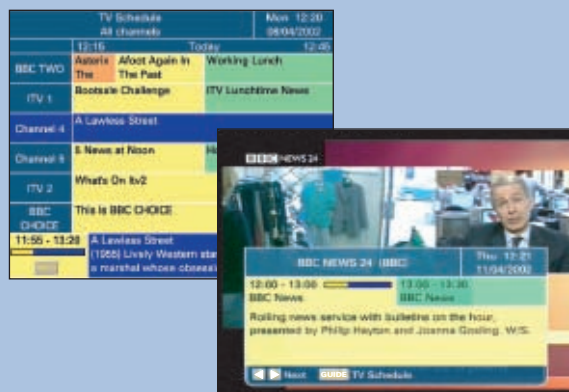 TV Schedule
All channels
Mon 12:20
08/04/2002
12:15 Today 12:45
BBC TWO
Asterix
The
Afoot Again In
The Past
Working Lunch
ITV 1
Bootsale Challenge
ITV Lunchtime News
Channel 4
A Lawless Street
Channel 5
5 News at Noon
ITV 2
What's On Itv2
BBC
CHOICE
This is BBC CHOICE
11:55 - 13:20
A Lawless Street
(1955) Lively Western
a marshal whose
BBC NEWS 24
BBC NEWS 24 (BBC)
Thu 12:21
11/04/2002
12:00 - 13:00
BBC News
13:00 - 13:30
BBC News
Rolling news service with bulletins on the hour,
presented by Philip Hayton and Joanna Gosling. W/S.
Next
GUIDE TV Schedule